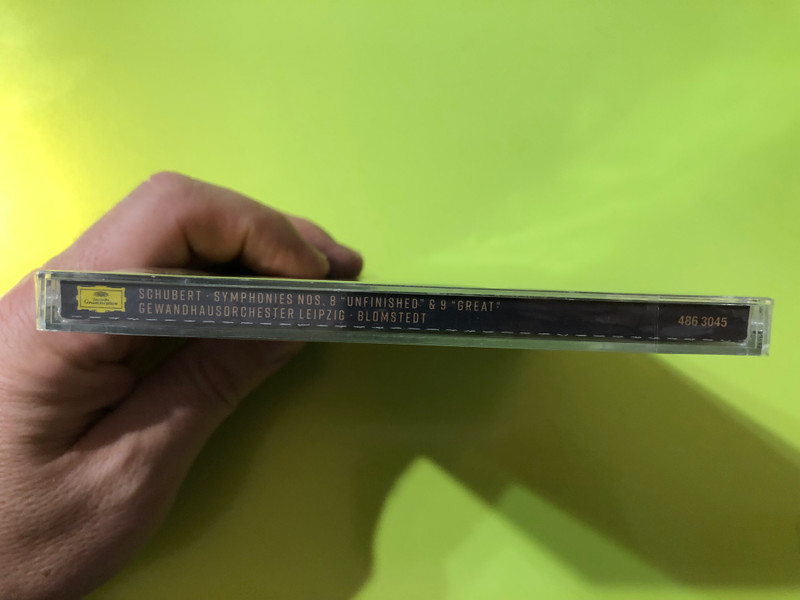 SCHUBERT · SYMPHONIES NOS. 8 "UNFINISHED" & 9 "GREAT"
GEWANDHAUSORCHESTER LEIPZIG · BLOMSTEDT
486 3045